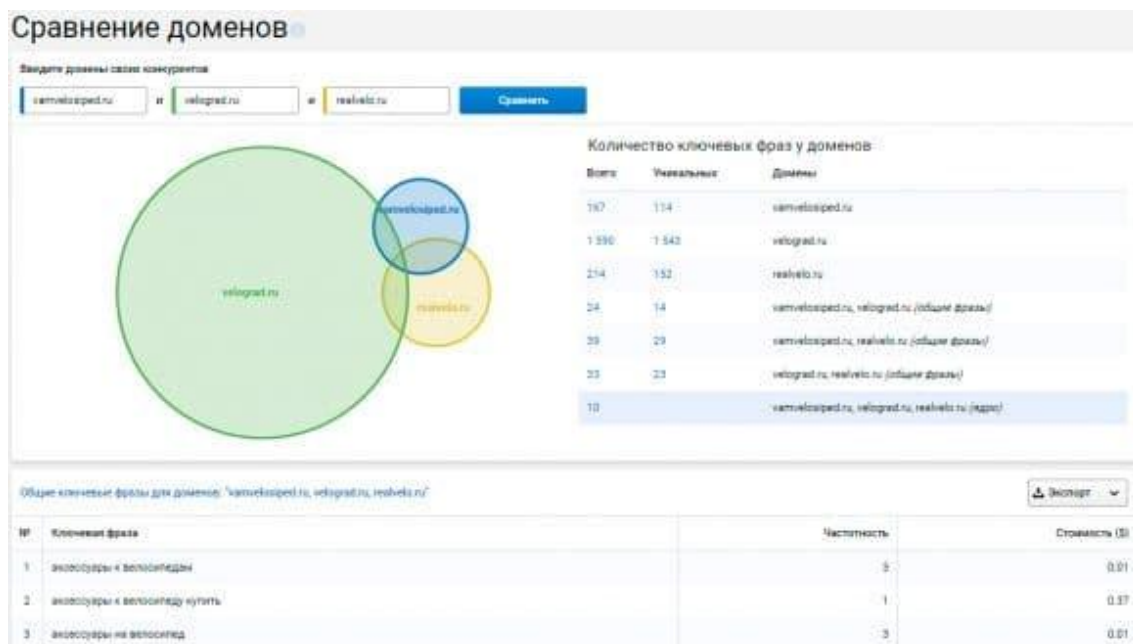 Сравнение доменов
Введите домены своих конкурентов
vamvelosiped.ru и velograd.ru и realvelo.ru Сравнить
vamvelosiped.ru
velograd.ru
realvelo.ru
Количество ключевых фраз у доменов
Всего Уникальных Домены
167 114 vamvelosiped.ru
1 590 1 543 velograd.ru
214 152 realvelo.ru
24 14 vamvelosiped.ru, velograd.ru (общие фразы)
39 29 vamvelosiped.ru, realvelo.ru (общие фразы)
33 23 velograd.ru, realvelo.ru (общие фразы)
10 vamvelosiped.ru, velograd.ru, realvelo.ru (ядро)
Общие ключевые фразы для доменов: "vamvelosiped.ru, velograd.ru, realvelo.ru"
Экспорт
№ Ключевая фраза Частотность Стоимость ($)
1 аксессуары к велосипедам 3 0.01
2 аксессуары к велосипеду купить 1 0.37
3 аксессуары на велосипед 3 0.01